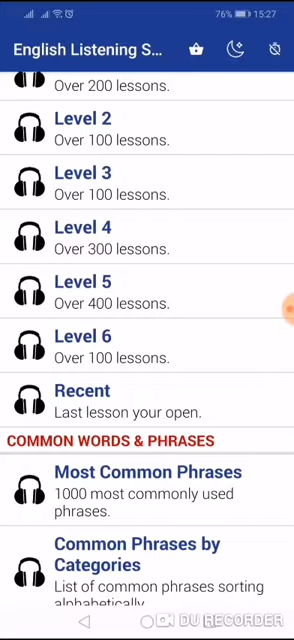 76% 15:27
English Listening S...
Over 200 lessons.
Level 2
Over 100 lessons.
Level 3
Over 100 lessons.
Level 4
Over 300 lessons.
Level 5
Over 400 lessons.
Level 6
Over 100 lessons.
Recent
Last lesson your open.
COMMON WORDS & PHRASES
Most Common Phrases
1000 most commonly used
phrases.
Common Phrases by
Categories
List of common phrases sorting
alphabetically
DU RECORDER